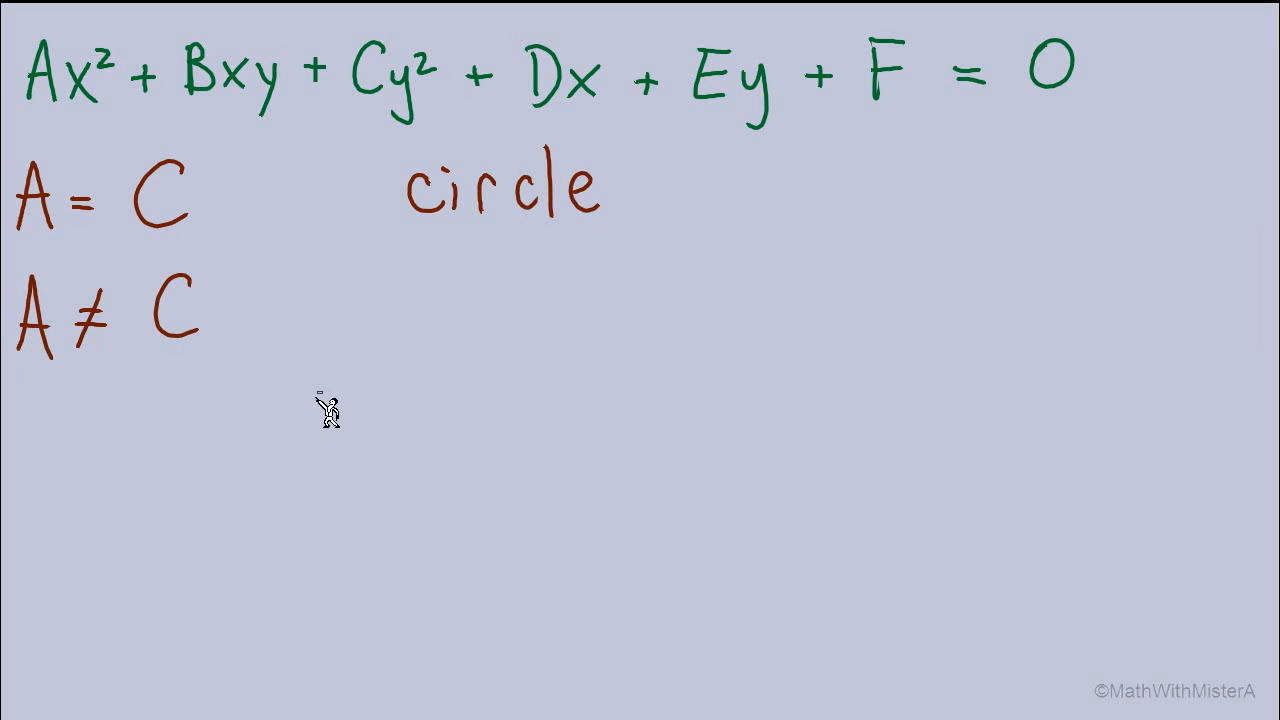 Ax² + Bxy + Cy² + Dx + Ey + F = 0
A = C circle
A ≠ C
©MathWithMisterA